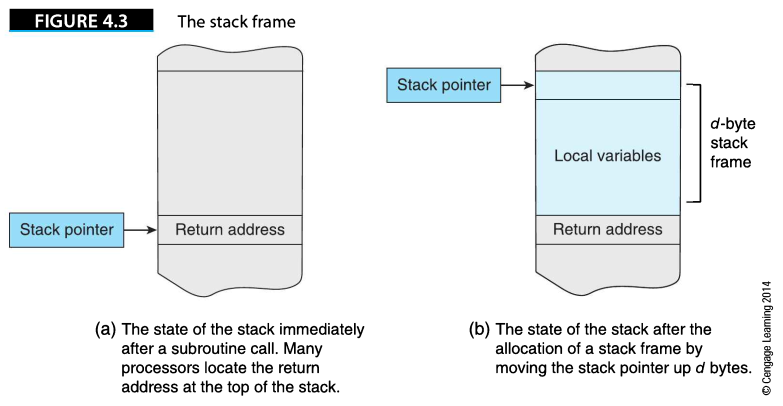 FIGURE 4.3 The stack frame
Stack pointer
Return address
(a) The state of the stack immediately
after a subroutine call. Many
processors locate the return
address at the top of the stack.
Stack pointer
Local variables
d-byte
stack
frame
Return address
(b) The state of the stack after the
allocation of a stack frame by
moving the stack pointer up d bytes.
© Cengage Learning 2014